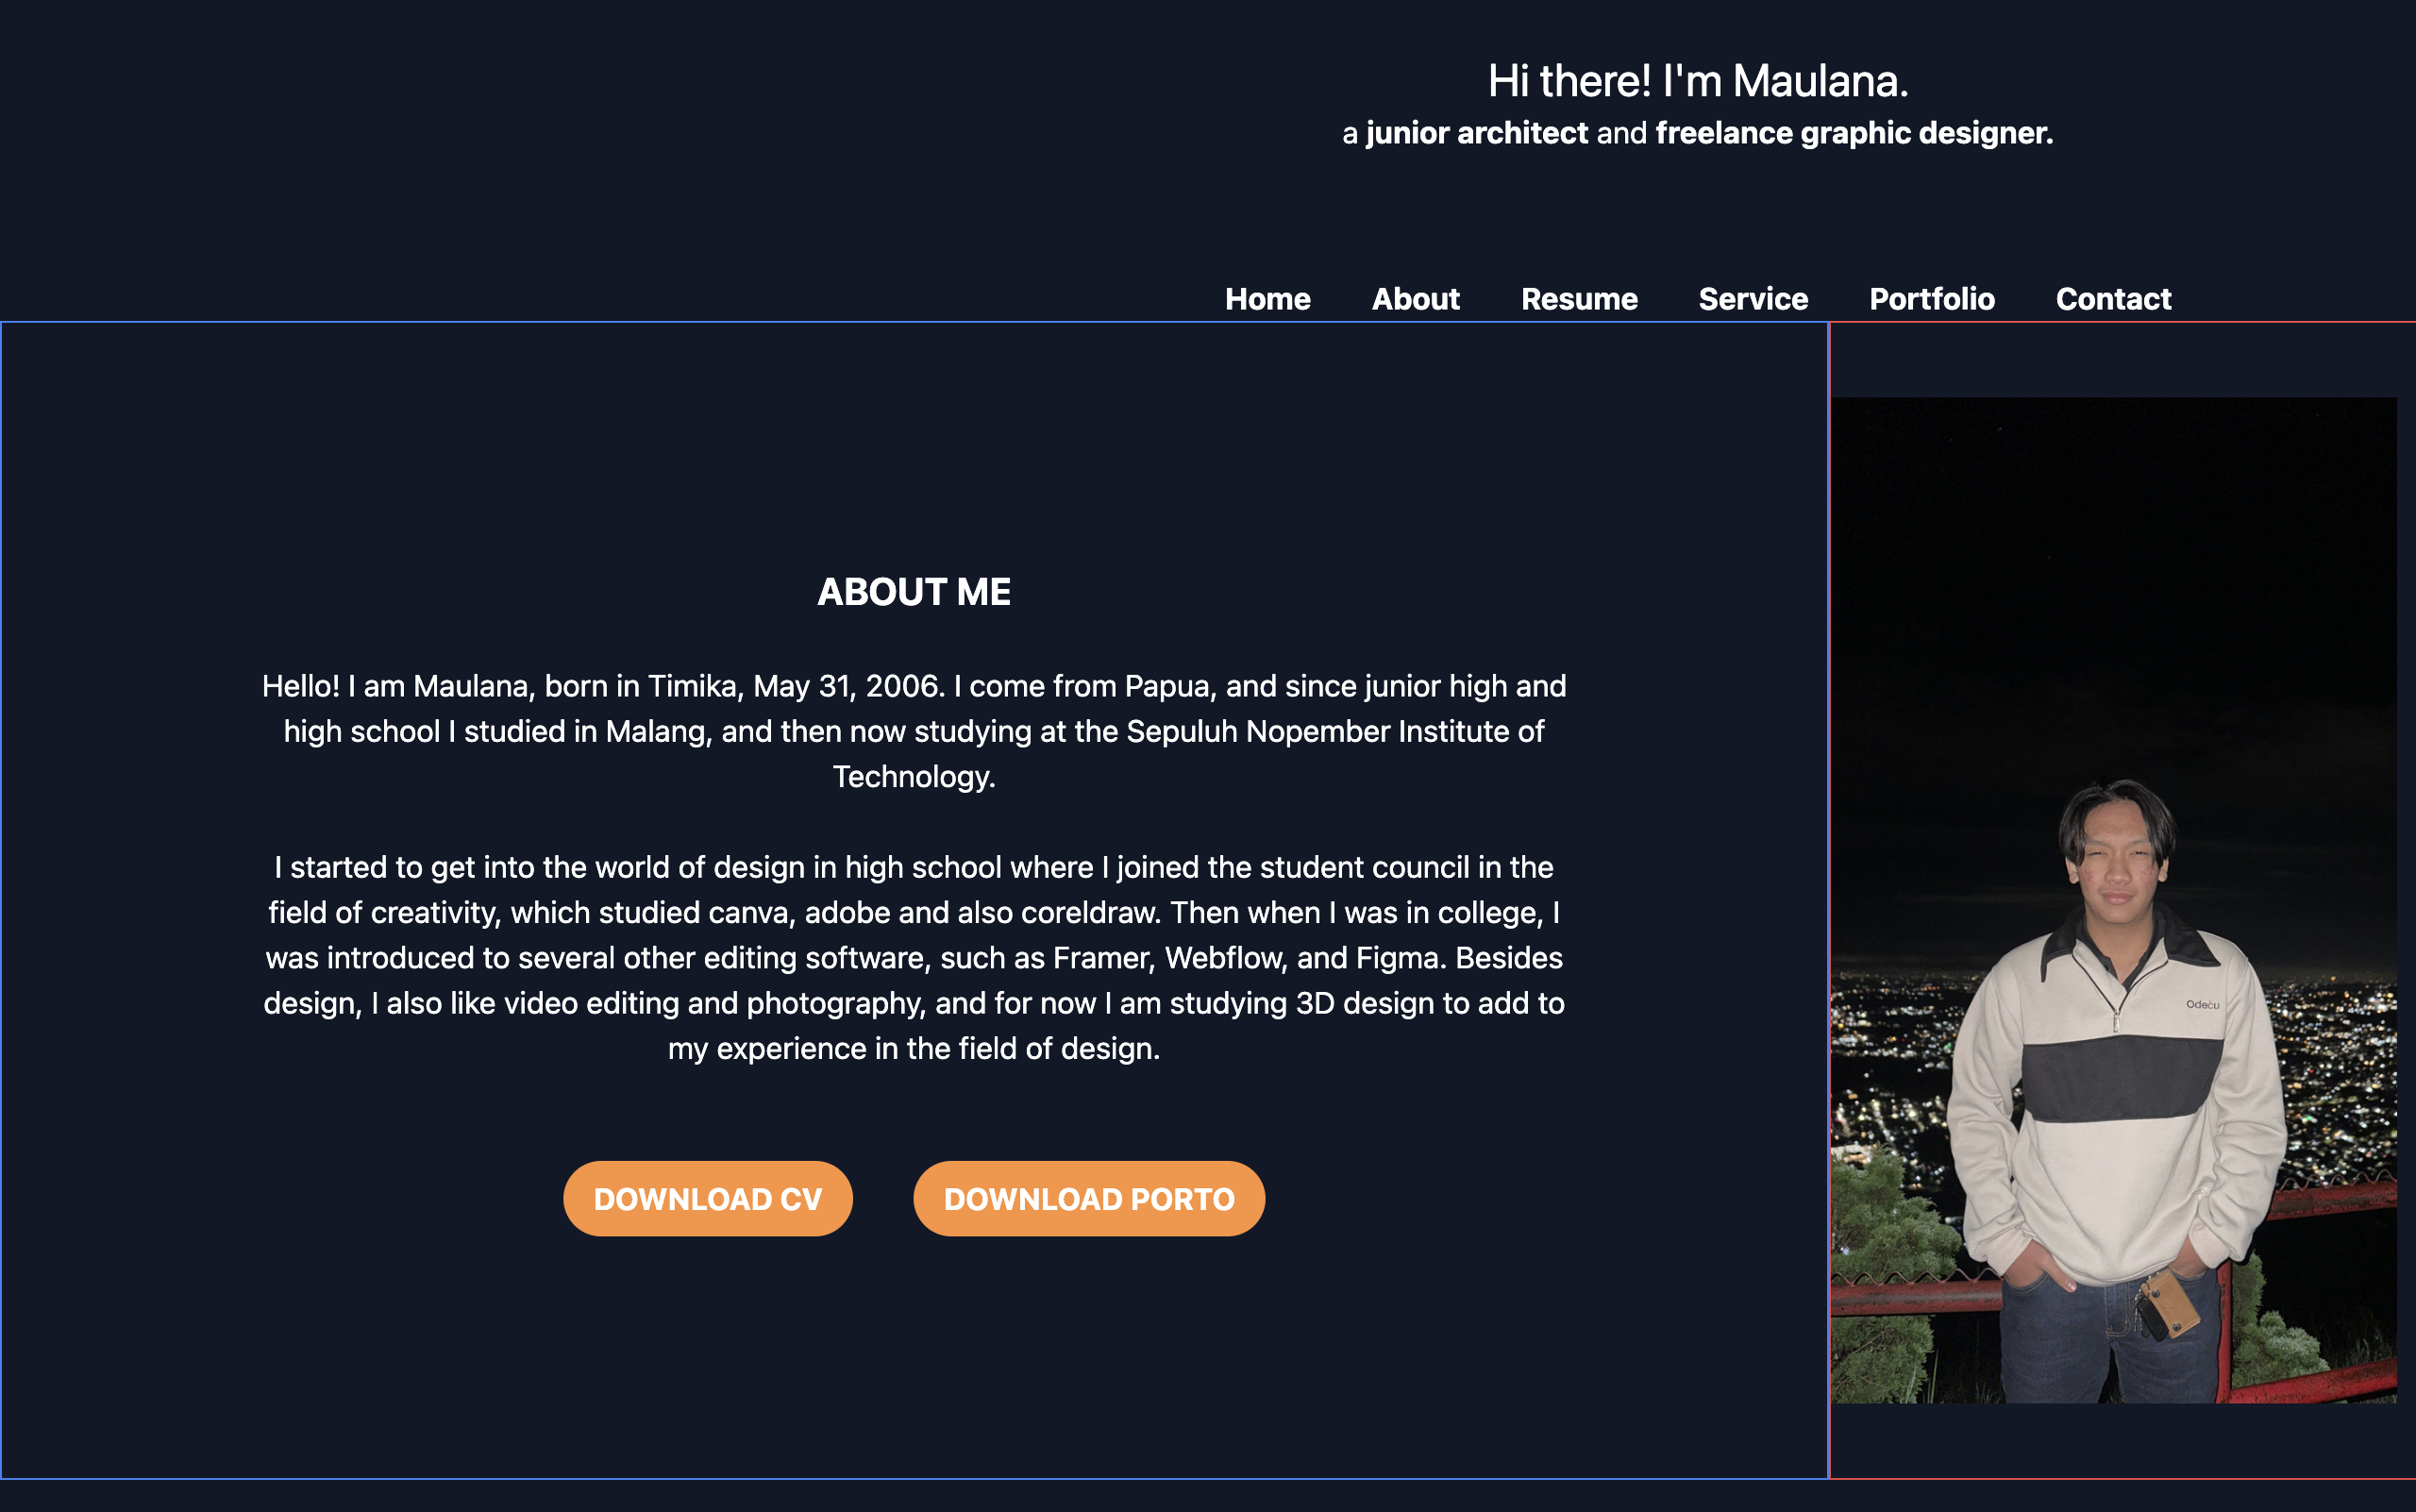 Hi there! I'm Maulana.
a junior architect and freelance graphic designer.
Home About Resume Service Portfolio Contact
ABOUT ME
Hello! I am Maulana, born in Timika, May 31, 2006. I come from Papua, and since junior high and
high school I studied in Malang, and then now studying at the Sepuluh Nopember Institute of
Technology.
I started to get into the world of design in high school where I joined the student council in the
field of creativity, which studied canva, adobe and also coreldraw. Then when I was in college, I
was introduced to several other editing software, such as Framer, Webflow, and Figma. Besides
design, I also like video editing and photography, and for now I am studying 3D design to add to
my experience in the field of design.
DOWNLOAD CV DOWNLOAD PORTO